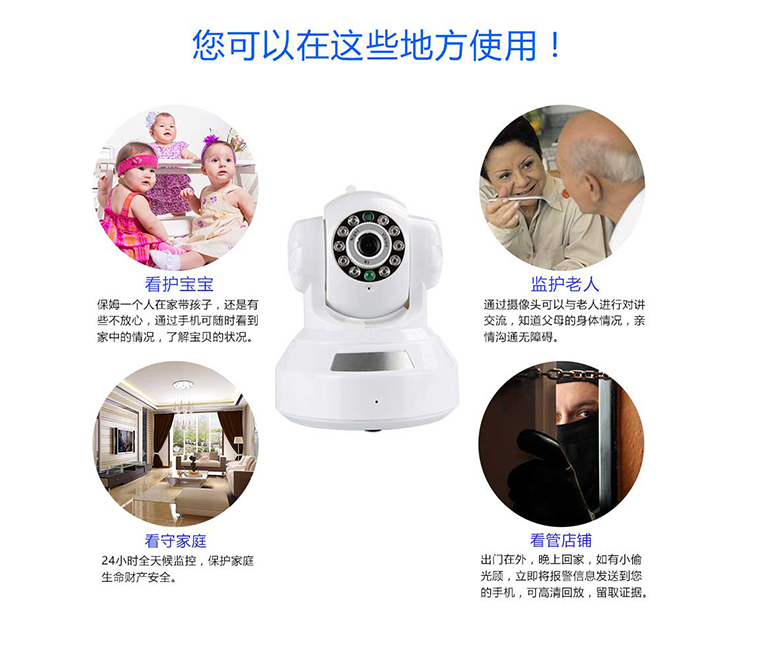 您可以在这些地方使用！
看护宝宝
保姆一个人在家带孩子，还是有
些不放心，通过手机可随时看到
家中的情况，了解宝贝的状况。
监护老人
通过摄像头可以与老人进行对讲
交流，知道父母的身体情况，亲
情沟通无障碍。
看守家庭
24小时全天候监控，保护家庭
生命财产安全。
看管店铺
出门在外，晚上回家，如有小偷
光顾，立即将报警信息发送到您
的手机，可高清回放，留取证据。